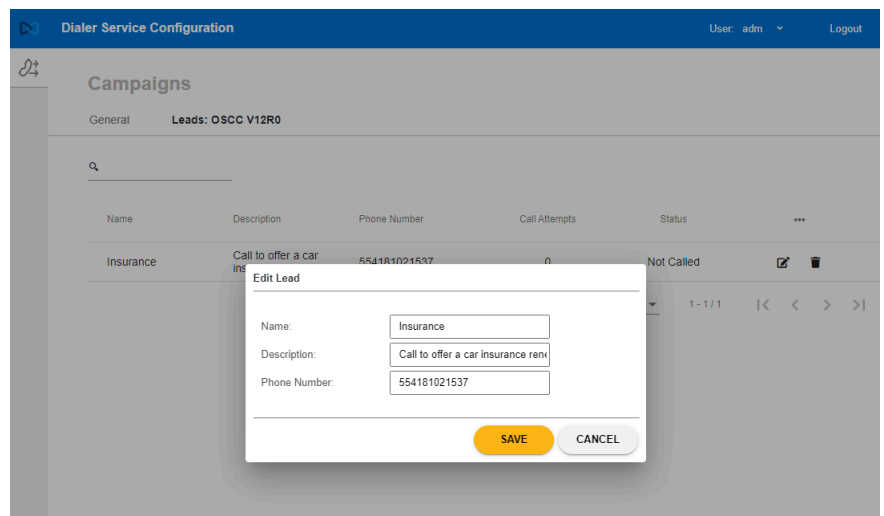 Dialer Service Configuration
User: adm
Logout
Campaigns
General
Leads: OSCC V12R0
Name
Description
Phone Number
Call Attempts
Status
Insurance
Call to offer a car
ins
554181021537
0
Not Called
1 - 1 / 1
Edit Lead
Name:
Insurance
Description:
Call to offer a car insurance rene
Phone Number:
554181021537
SAVE
CANCEL